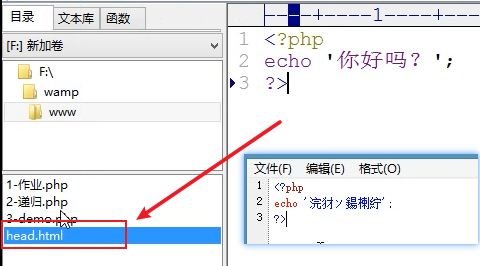 目录 文本库 函数
[F:] 新加卷
F:\
wamp
www
1-作业.php
2-递归.php
3-demo.php
head.html
1 <?php
2 echo '你好吗？';
3 ?>
文件(F) 编辑(E) 格式(O)
1 <?php
2 echo '浣犲ソ鍚楋紵';
3 ?>